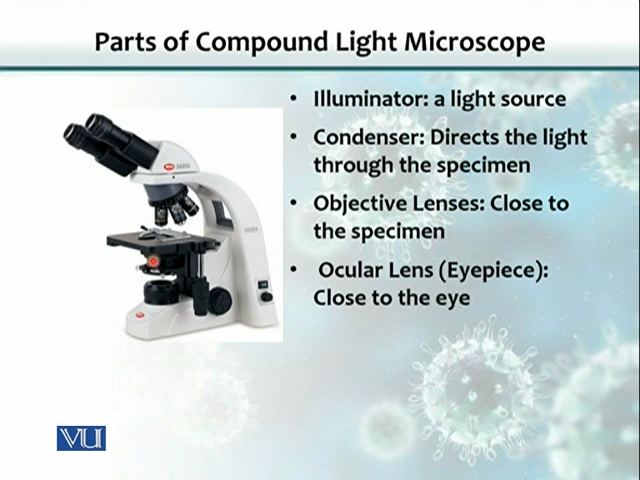 Parts of Compound Light Microscope
• Illuminator: a light source
• Condenser: Directs the light
through the specimen
• Objective Lenses: Close to
the specimen
• Ocular Lens (Eyepiece):
Close to the eye
VU